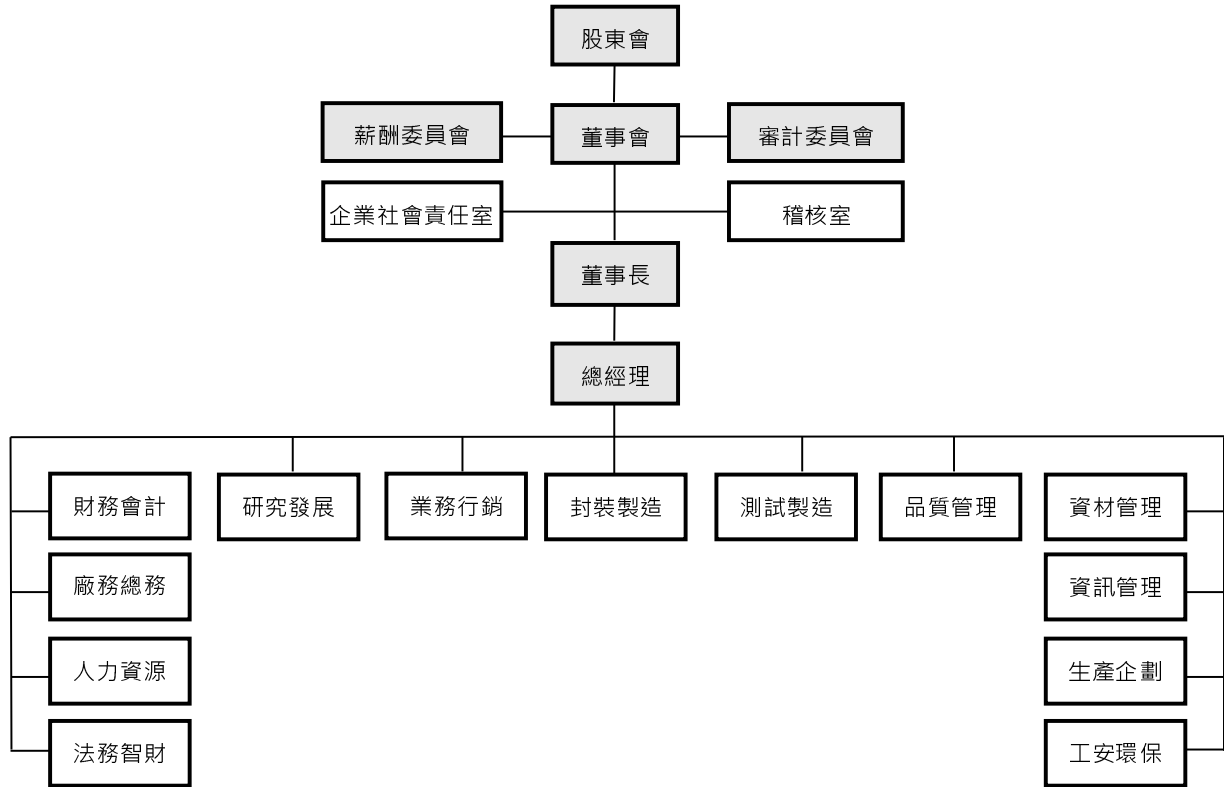 股東會
薪酬委員會
董事會
審計委員會
企業社會責任室
稽核室
董事長
總經理
財務會計
研究發展
業務行銷
封裝製造
測試製造
品質管理
資材管理
廠務總務
資訊管理
人力資源
生產企劃
法務智財
工安環保